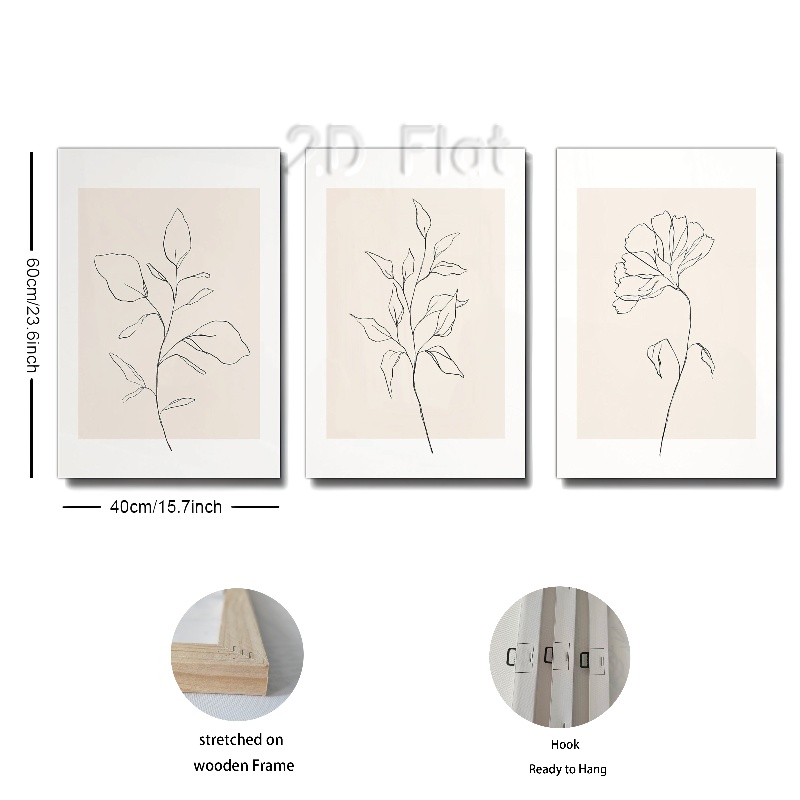 2D Flat
60cm/23.6inch
40cm/15.7inch
stretched on
wooden Frame
Hook
Ready to Hang